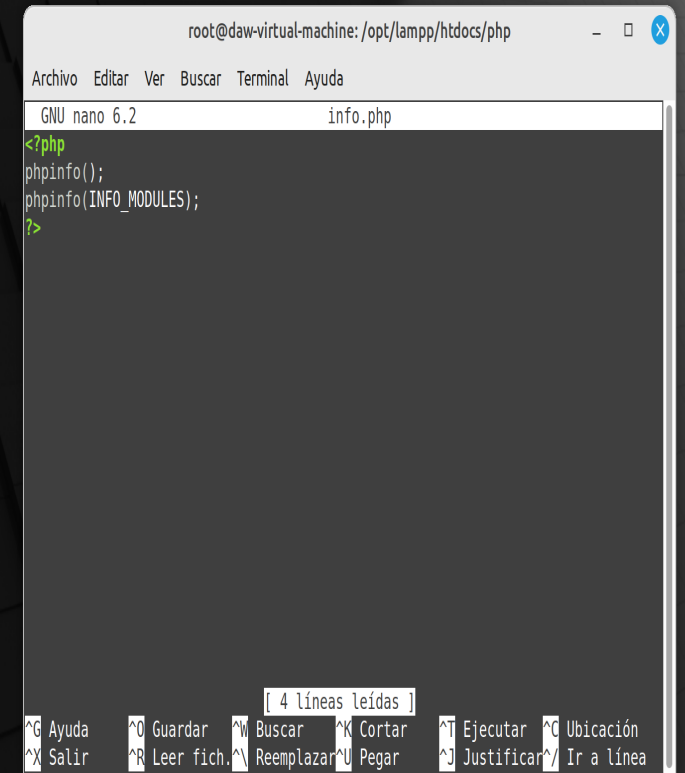 root@daw-virtual-machine: /opt/lampp/htdocs/php
Archivo Editar Ver Buscar Terminal Ayuda
GNU nano 6.2 info.php
<?php
phpinfo();
phpinfo(INFO_MODULES);
?>
[ 4 líneas leídas ]
^G Ayuda ^O Guardar ^W Buscar ^K Cortar ^T Ejecutar ^C Ubicación
^X Salir ^R Leer fich. ^\ Reemplazar ^U Pegar ^J Justificar ^/ Ir a línea